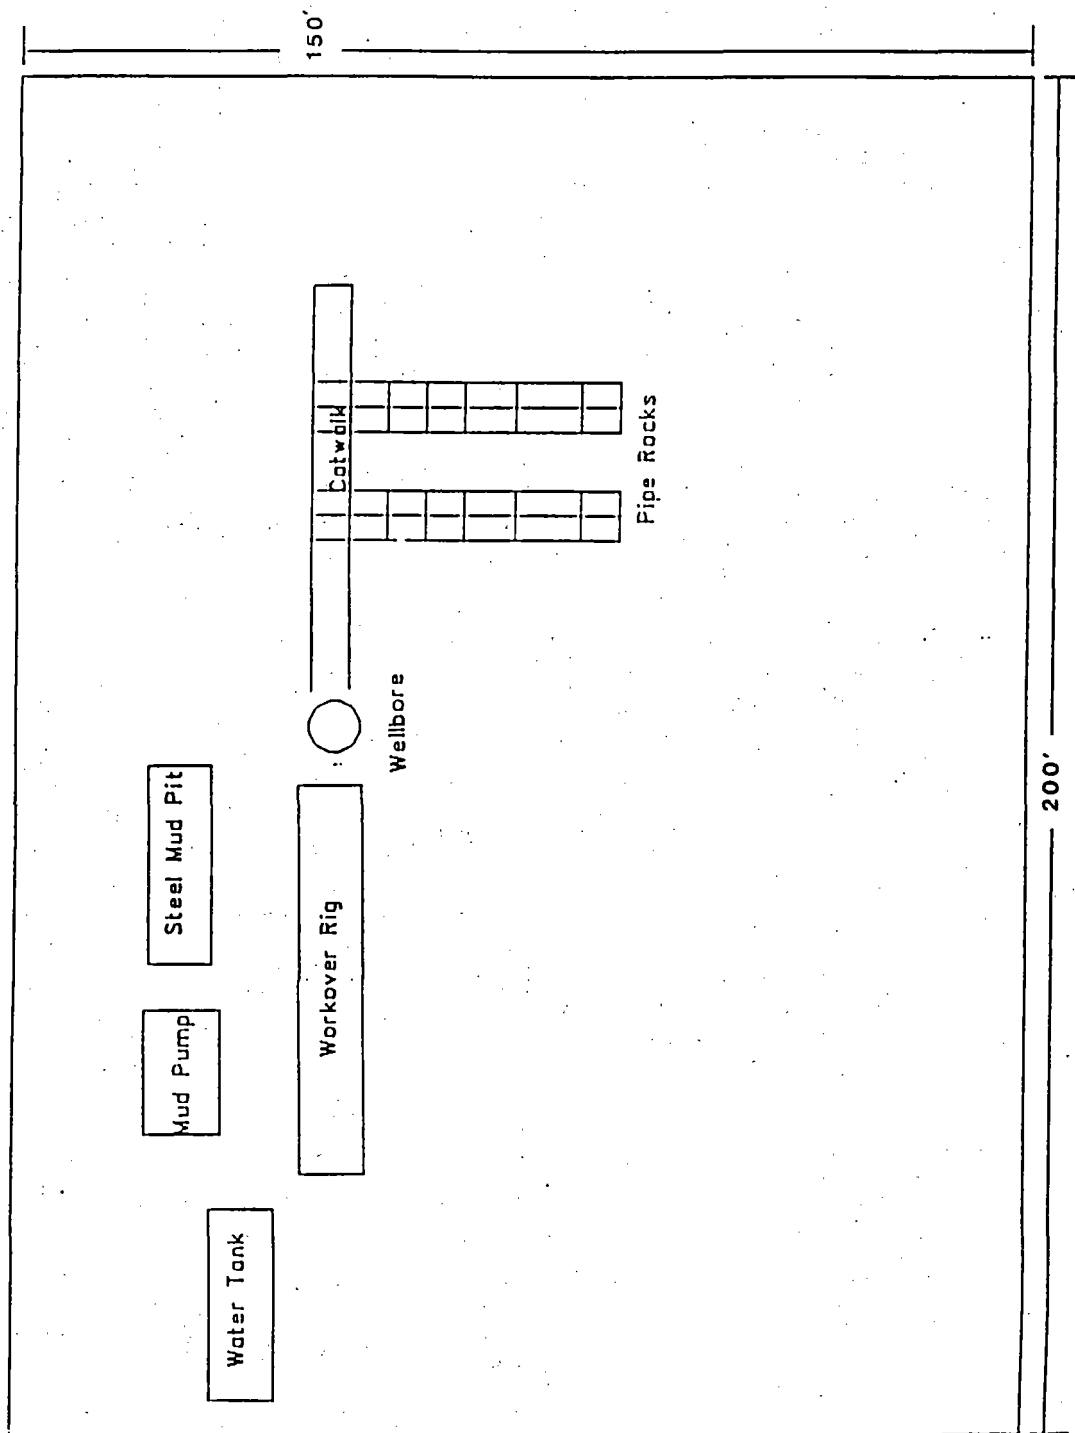 150'
Catwalk
Pipe Racks
Wellbore
Steel Mud Pit
Workover Rig
Mud Pump
Water Tank
200'